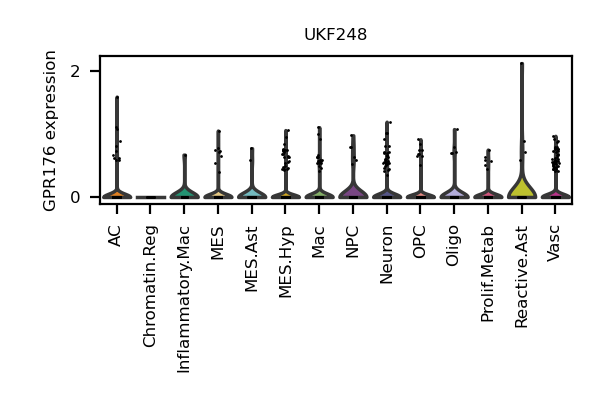 UKF248
GPR176 expression
2
0
AC
Chromatin.Reg
Inflammatory.Mac
MES
MES.Ast
MES.Hyp
Mac
NPC
Neuron
OPC
Oligo
Prolif.Metab
Reactive.Ast
Vasc